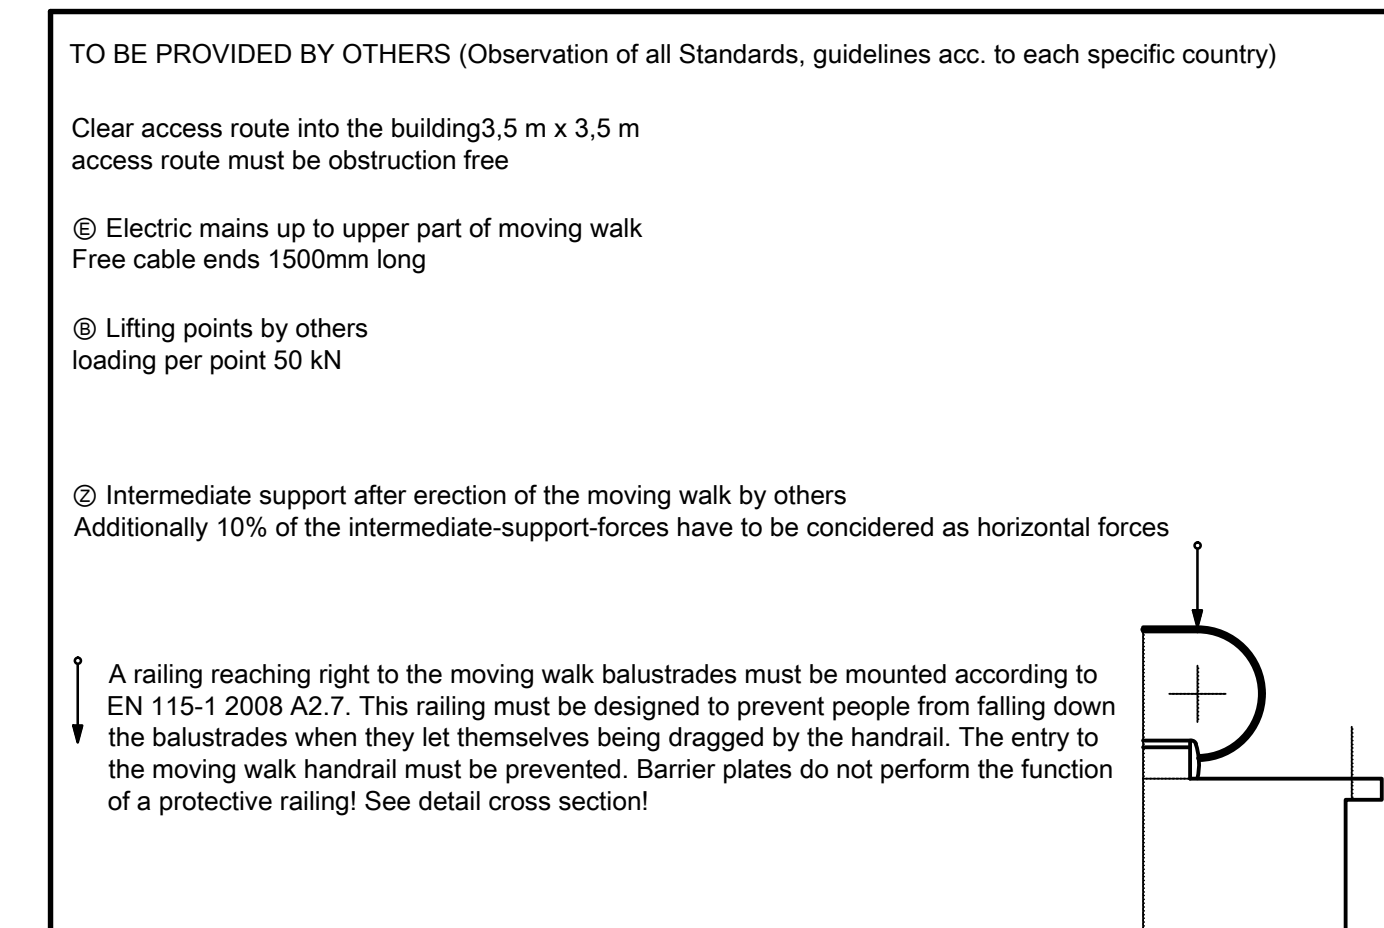 TO BE PROVIDED BY OTHERS (Observation of all Standards, guidelines acc. to each specific country)
Clear access route into the building3,5 m x 3,5 m
access route must be obstruction free
Ⓔ Electric mains up to upper part of moving walk
Free cable ends 1500mm long
Ⓑ Lifting points by others
loading per point 50 kN
Ⓩ Intermediate support after erection of the moving walk by others
Additionally 10% of the intermediate-support-forces have to be concidered as horizontal forces
A railing reaching right to the moving walk balustrades must be mounted according to
EN 115-1 2008 A2.7. This railing must be designed to prevent people from falling down
the balustrades when they let themselves being dragged by the handrail. The entry to
the moving walk handrail must be prevented. Barrier plates do not perform the function
of a protective railing! See detail cross section!